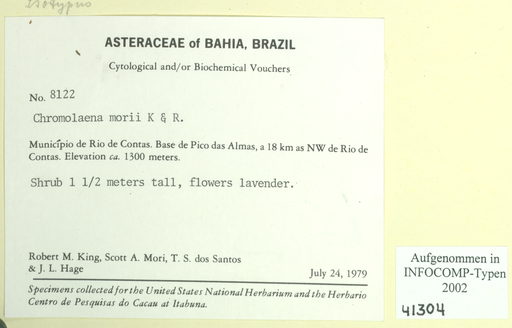 Isotypus
ASTERACEAE of BAHIA, BRAZIL
Cytological and/or Biochemical Vouchers
No. 8122
Chromolaena morii K & R.
Município de Rio de Contas. Base de Pico das Almas, a 18 km as NW de Rio de
Contas. Elevation ca. 1300 meters.
Shrub 1 1/2 meters tall, flowers lavender.
Robert M. King, Scott A. Mori, T. S. dos Santos
& J. L. Hage
July 24, 1979
Specimens collected for the United States National Herbarium and the Herbario
Centro de Pesquisas do Cacau at Itabuna.
Aufgenommen in
INFOCOMP-Typen
2002
41304